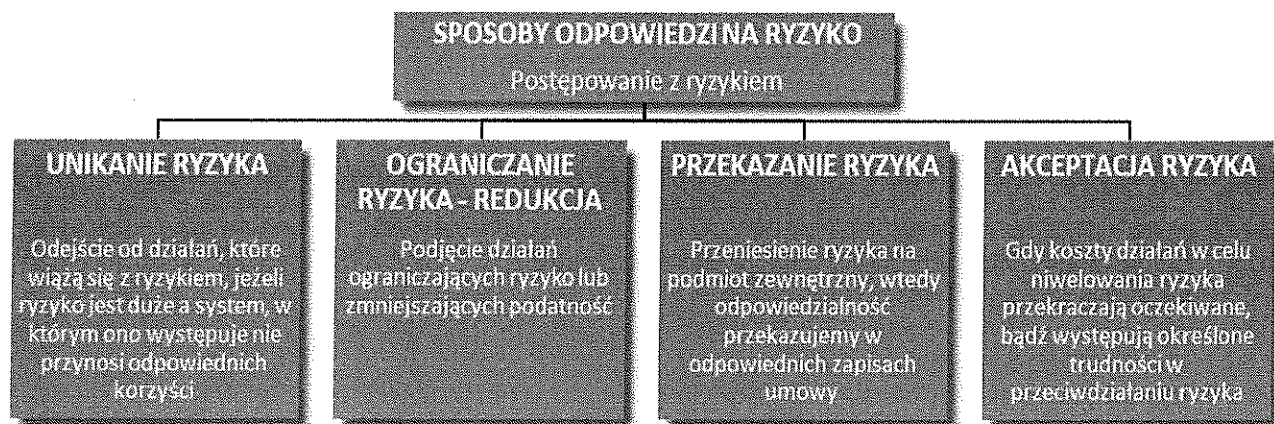 SPOSOBY ODPOWIEDZI NA RYZYKO
Postępowanie z ryzykiem
UNIKANIE RYZYKA
Odejście od działań, które
wiążą się z ryzykiem, jeżeli
ryzyko jest duże a system, w
którym ono występuje nie
przynosi odpowiednich
korzyści
OGRANICZANIE
RYZYKA - REDUKCJA
Podjęcie działań
ograniczających ryzyko lub
zmniejszających podatność
PRZEKAZANIE RYZYKA
Przeniesienie ryzyka na
podmiot zewnętrzny, wtedy
odpowiedzialność
przekazujemy w
odpowiednich zapisach
umowy
AKCEPTACJA RYZYKA
Gdy koszty działań w celu
niwelowania ryzyka
przekraczają oczekiwane,
bądź występują określone
trudności w
przeciwdziałaniu ryzyka